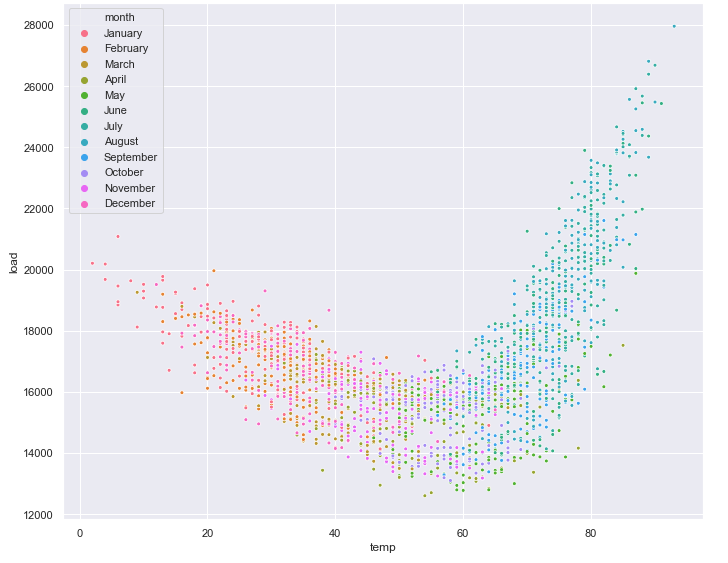 month
January
February
March
April
May
June
July
August
September
October
November
December
28000
26000
24000
22000
20000
18000
16000
14000
12000
load
0 20 40 60 80
temp